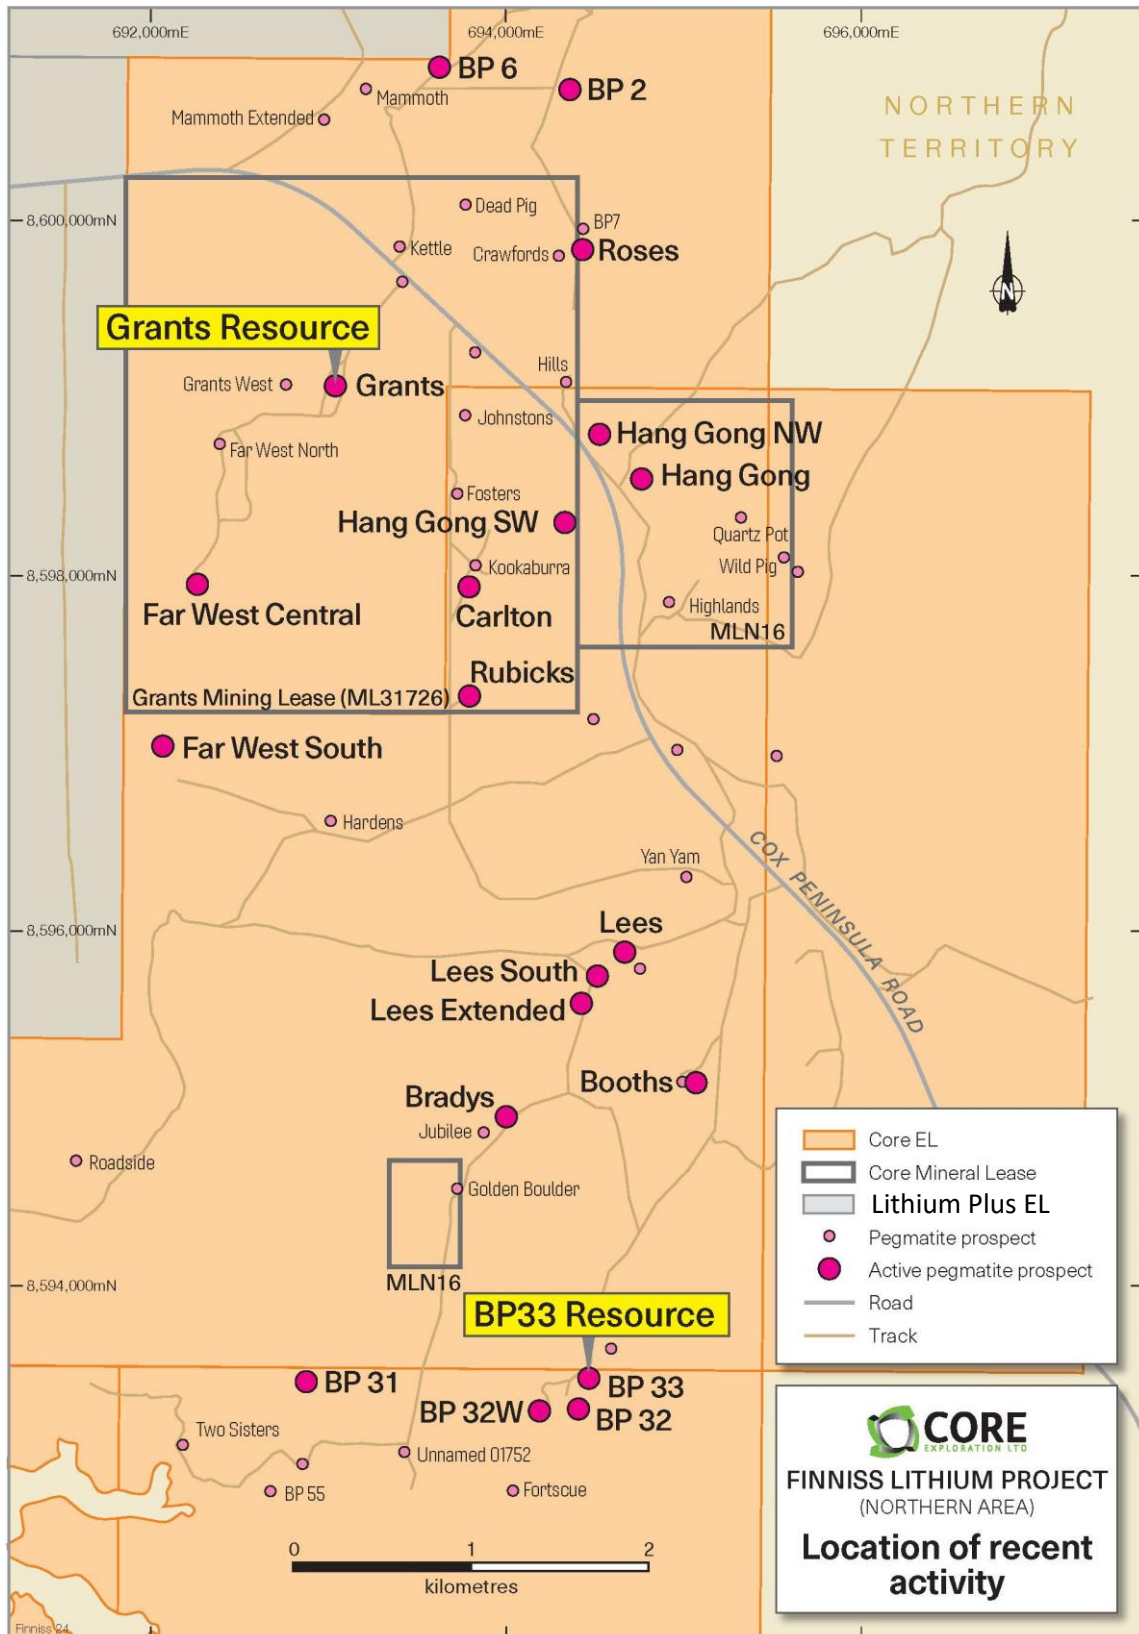 692,000mE
694,000mE
696,000mE
BP 6
Mammoth
BP 2
Mammoth Extended
NORTHERN
TERRITORY
Dead Pig
8,600,000mN
BP7
Kettle
Crawfords
Roses
N
Grants Resource
Hills
Grants West
Grants
Johnstons
Hang Gong NW
Far West North
Hang Gong
Fosters
Hang Gong SW
Quartz Pot
Kookaburra
Wild Pig
8,598,000mN
Far West Central
Carlton
Highlands
MLN16
Rubicks
Grants Mining Lease (ML31726)
Far West South
Hardens
COX PENINSULA ROAD
Yan Yam
8,596,000mN
Lees
Lees South
Lees Extended
Booths
Bradys
Jubilee
Roadside
Golden Boulder
8,594,000mN
MLN16
BP33 Resource
BP 31
BP 33
BP 32W
BP 32
Two Sisters
Unnamed 01752
BP 55
Fortscue
0
1
2
kilometres
Finniss 24
Core EL
Core Mineral Lease
Lithium Plus EL
Pegmatite prospect
Active pegmatite prospect
Road
Track
CORE
EXPLORATION LTD
FINNISS LITHIUM PROJECT
(NORTHERN AREA)
Location of recent
activity